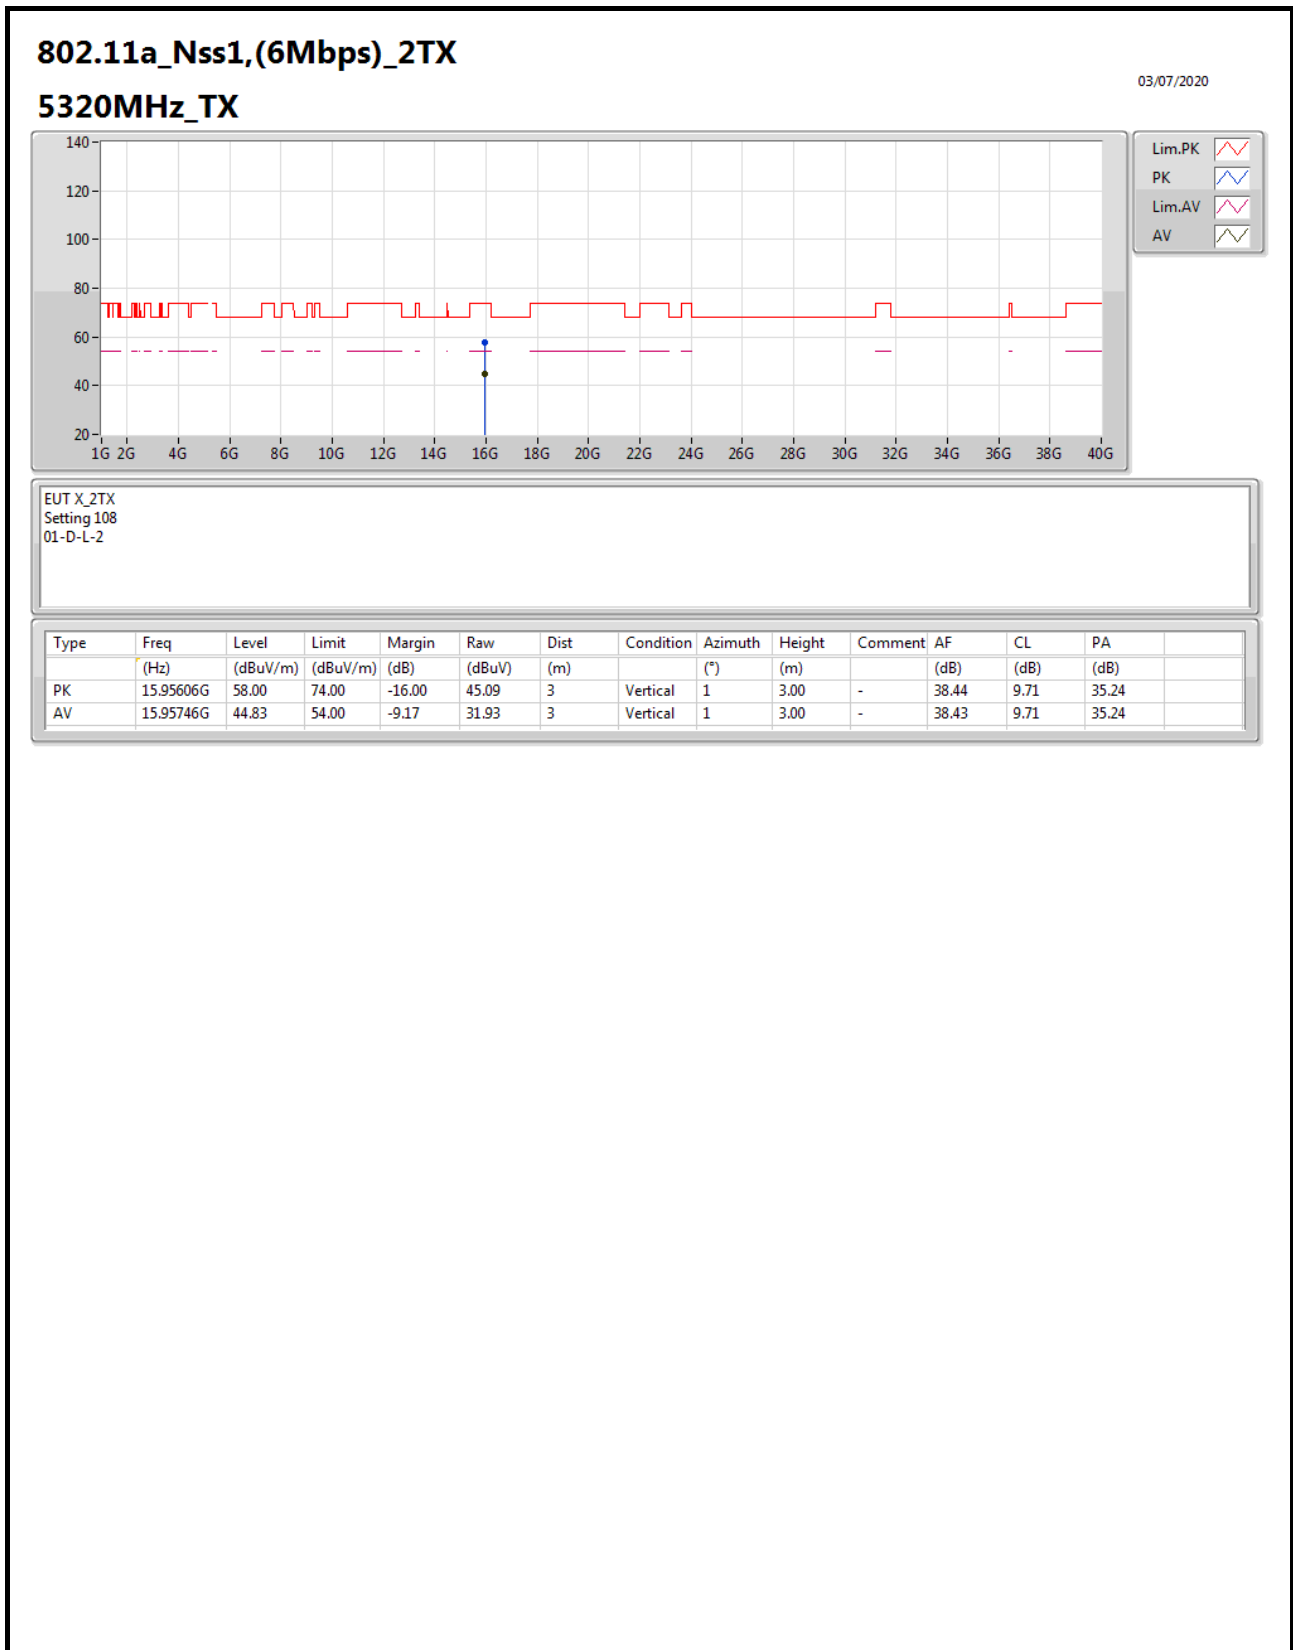 802.11a_Nss1,(6Mbps)_2TX
03/07/2020
5320MHz_TX
140
120
100
80
60
40
20
1G 2G 4G 6G 8G 10G 12G 14G 16G 18G 20G 22G 24G 26G 28G 30G 32G 34G 36G 38G 40G
Lim.PK
PK
Lim.AV
AV
EUT X_2TX
Setting 108
01-D-L-2
Type Freq Level Limit Margin Raw Dist Condition Azimuth Height Comment AF CL PA
(Hz) (dBuV/m) (dBuV/m) (dB) (dBuV) (m) (°) (m) (dB) (dB) (dB)
PK 15.95606G 58.00 74.00 -16.00 45.09 3 Vertical 1 3.00 - 38.44 9.71 35.24
AV 15.95746G 44.83 54.00 -9.17 31.93 3 Vertical 1 3.00 - 38.43 9.71 35.24